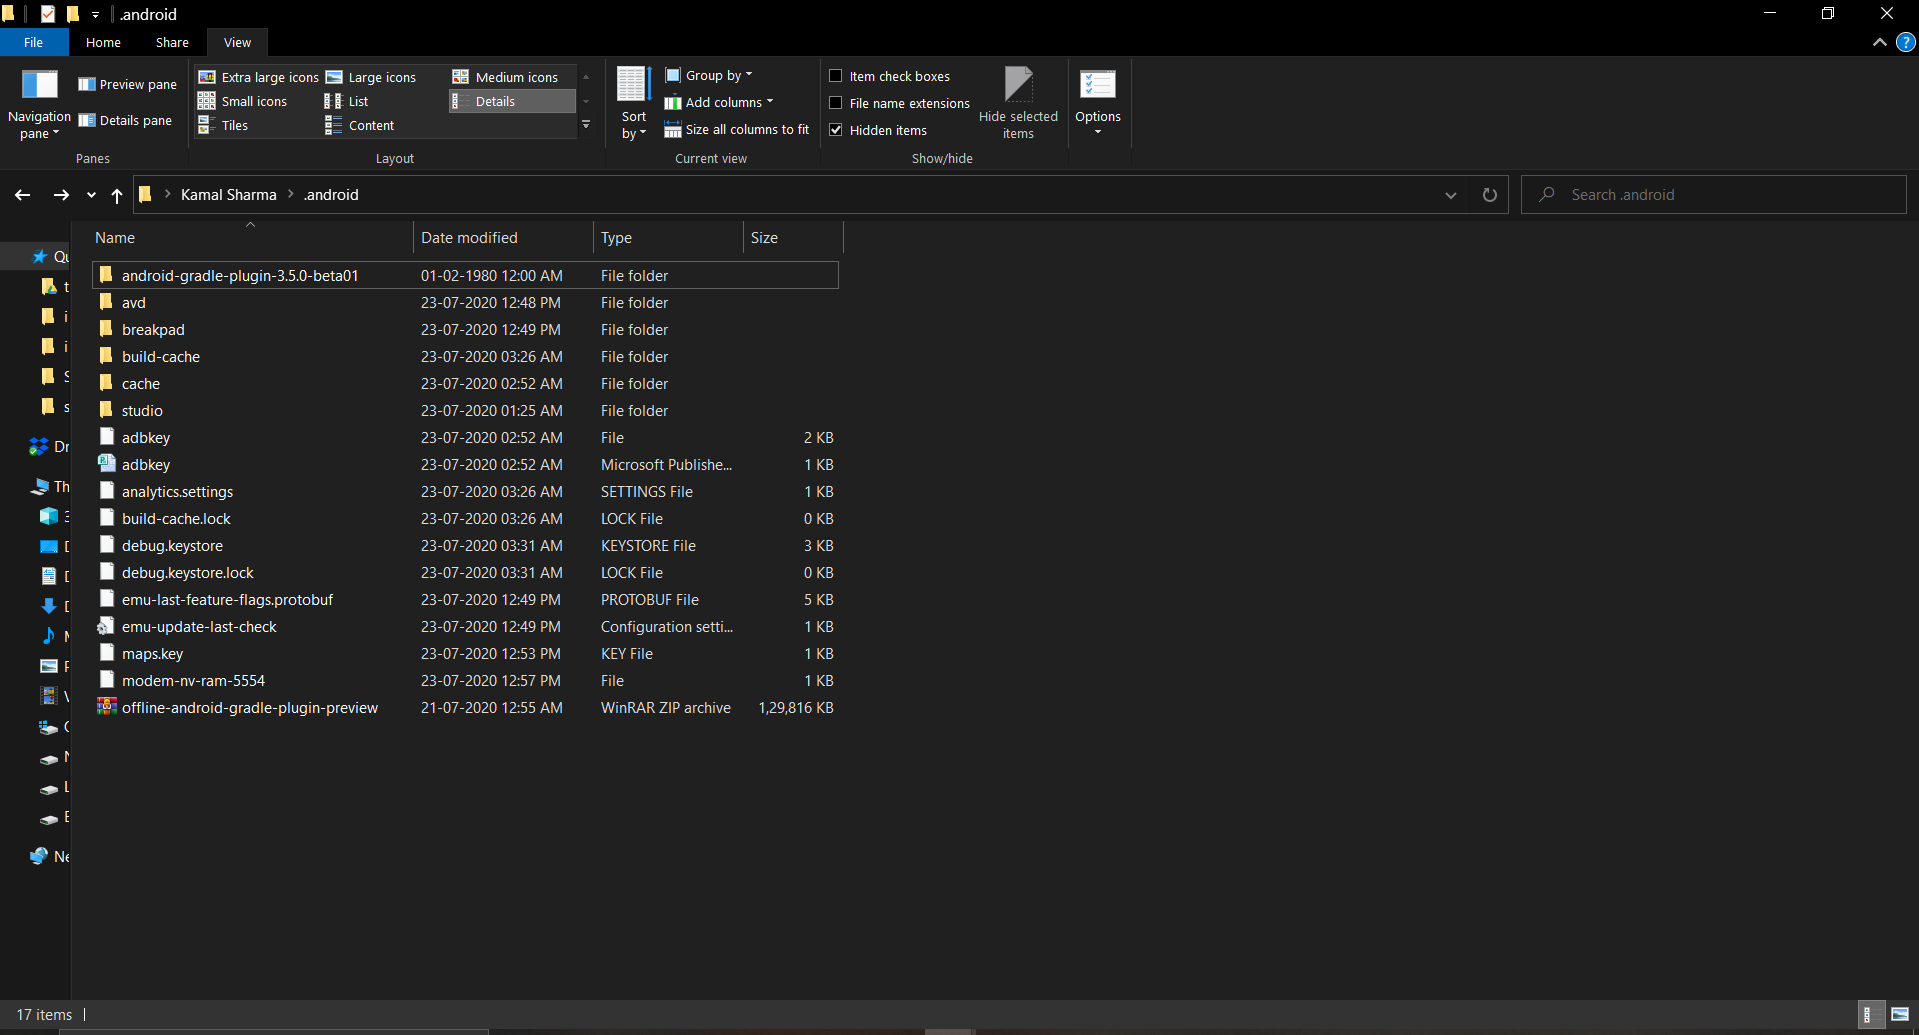 .android
File Home Share View
Navigation pane
Preview pane
Details pane
Panes
Extra large icons Large icons Medium icons
Small icons List Details
Tiles Content
Layout
Sort by
Group by
Add columns
Size all columns to fit
Current view
Item check boxes
File name extensions
Hidden items
Hide selected items
Show/hide
Options
Kamal Sharma > .android
Search .android
Name Date modified Type Size
android-gradle-plugin-3.5.0-beta01 01-02-1980 12:00 AM File folder
avd 23-07-2020 12:48 PM File folder
breakpad 23-07-2020 12:49 PM File folder
build-cache 23-07-2020 03:26 AM File folder
cache 23-07-2020 02:52 AM File folder
studio 23-07-2020 01:25 AM File folder
adbkey 23-07-2020 02:52 AM File 2 KB
adbkey 23-07-2020 02:52 AM Microsoft Publishe... 1 KB
analytics.settings 23-07-2020 03:26 AM SETTINGS File 1 KB
build-cache.lock 23-07-2020 03:26 AM LOCK File 0 KB
debug.keystore 23-07-2020 03:31 AM KEYSTORE File 3 KB
debug.keystore.lock 23-07-2020 03:31 AM LOCK File 0 KB
emu-last-feature-flags.protobuf 23-07-2020 12:49 PM PROTOBUF File 5 KB
emu-update-last-check 23-07-2020 12:49 PM Configuration setti... 1 KB
maps.key 23-07-2020 12:53 PM KEY File 1 KB
modem-nv-ram-5554 23-07-2020 12:57 PM File 1 KB
offline-android-gradle-plugin-preview 21-07-2020 12:55 AM WinRAR ZIP archive 1,29,816 KB
17 items